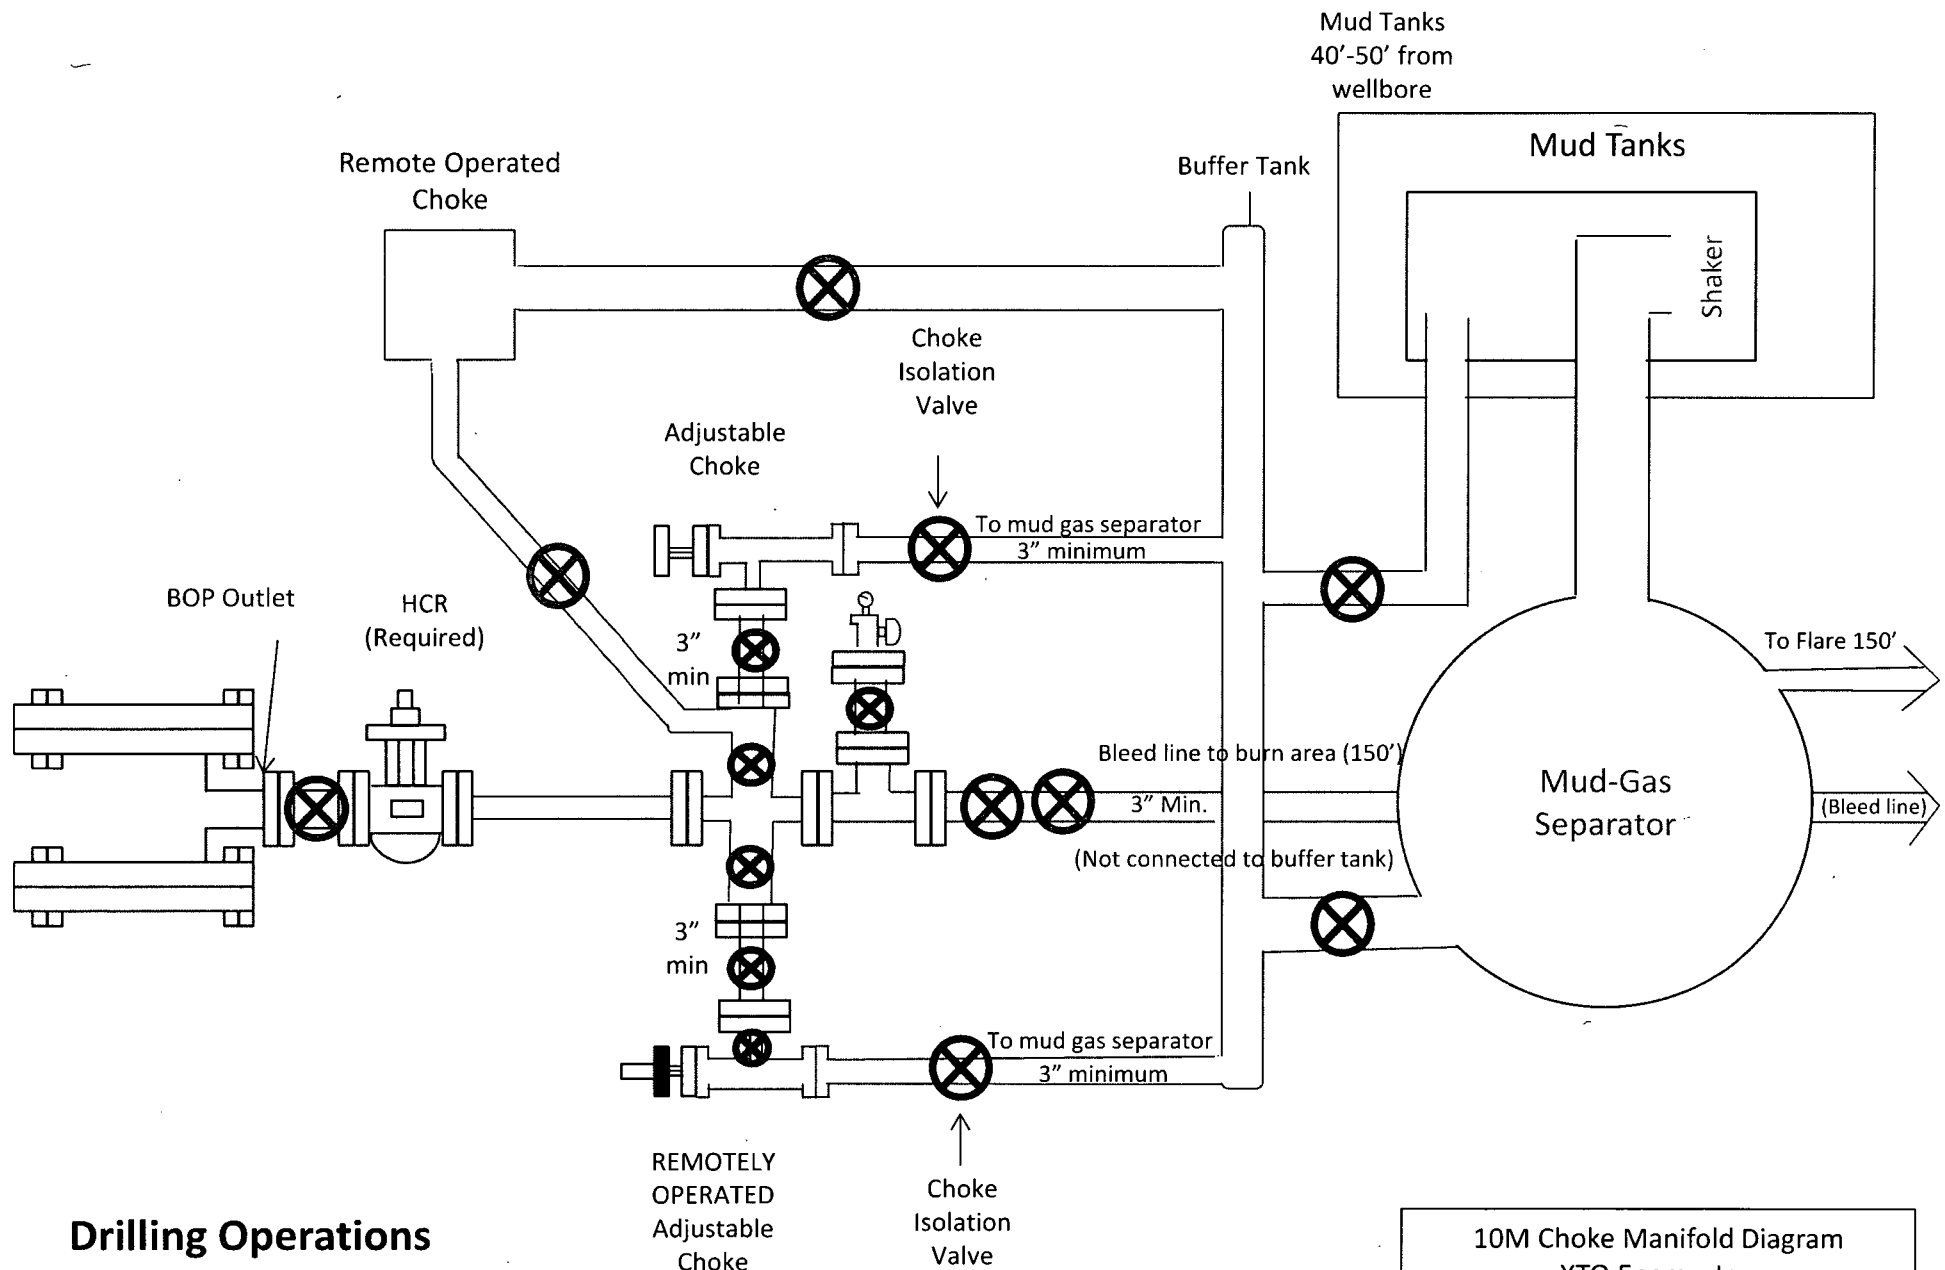 Mud Tanks
40'-50' from
wellbore
Mud Tanks
Remote Operated
Choke
Buffer Tank
Shaker
Choke
Isolation
Valve
Adjustable
Choke
To mud gas separator
3" minimum
BOP Outlet
HCR
(Required)
3"
min
To Flare 150'
Bleed line to burn area (150')
3" Min.
Mud-Gas
Separator
(Bleed line)
(Not connected to buffer tank)
3"
min
To mud gas separator
3" minimum
REMOTELY
OPERATED
Adjustable
Choke
Choke
Isolation
Valve
Drilling Operations
10M Choke Manifold Diagram